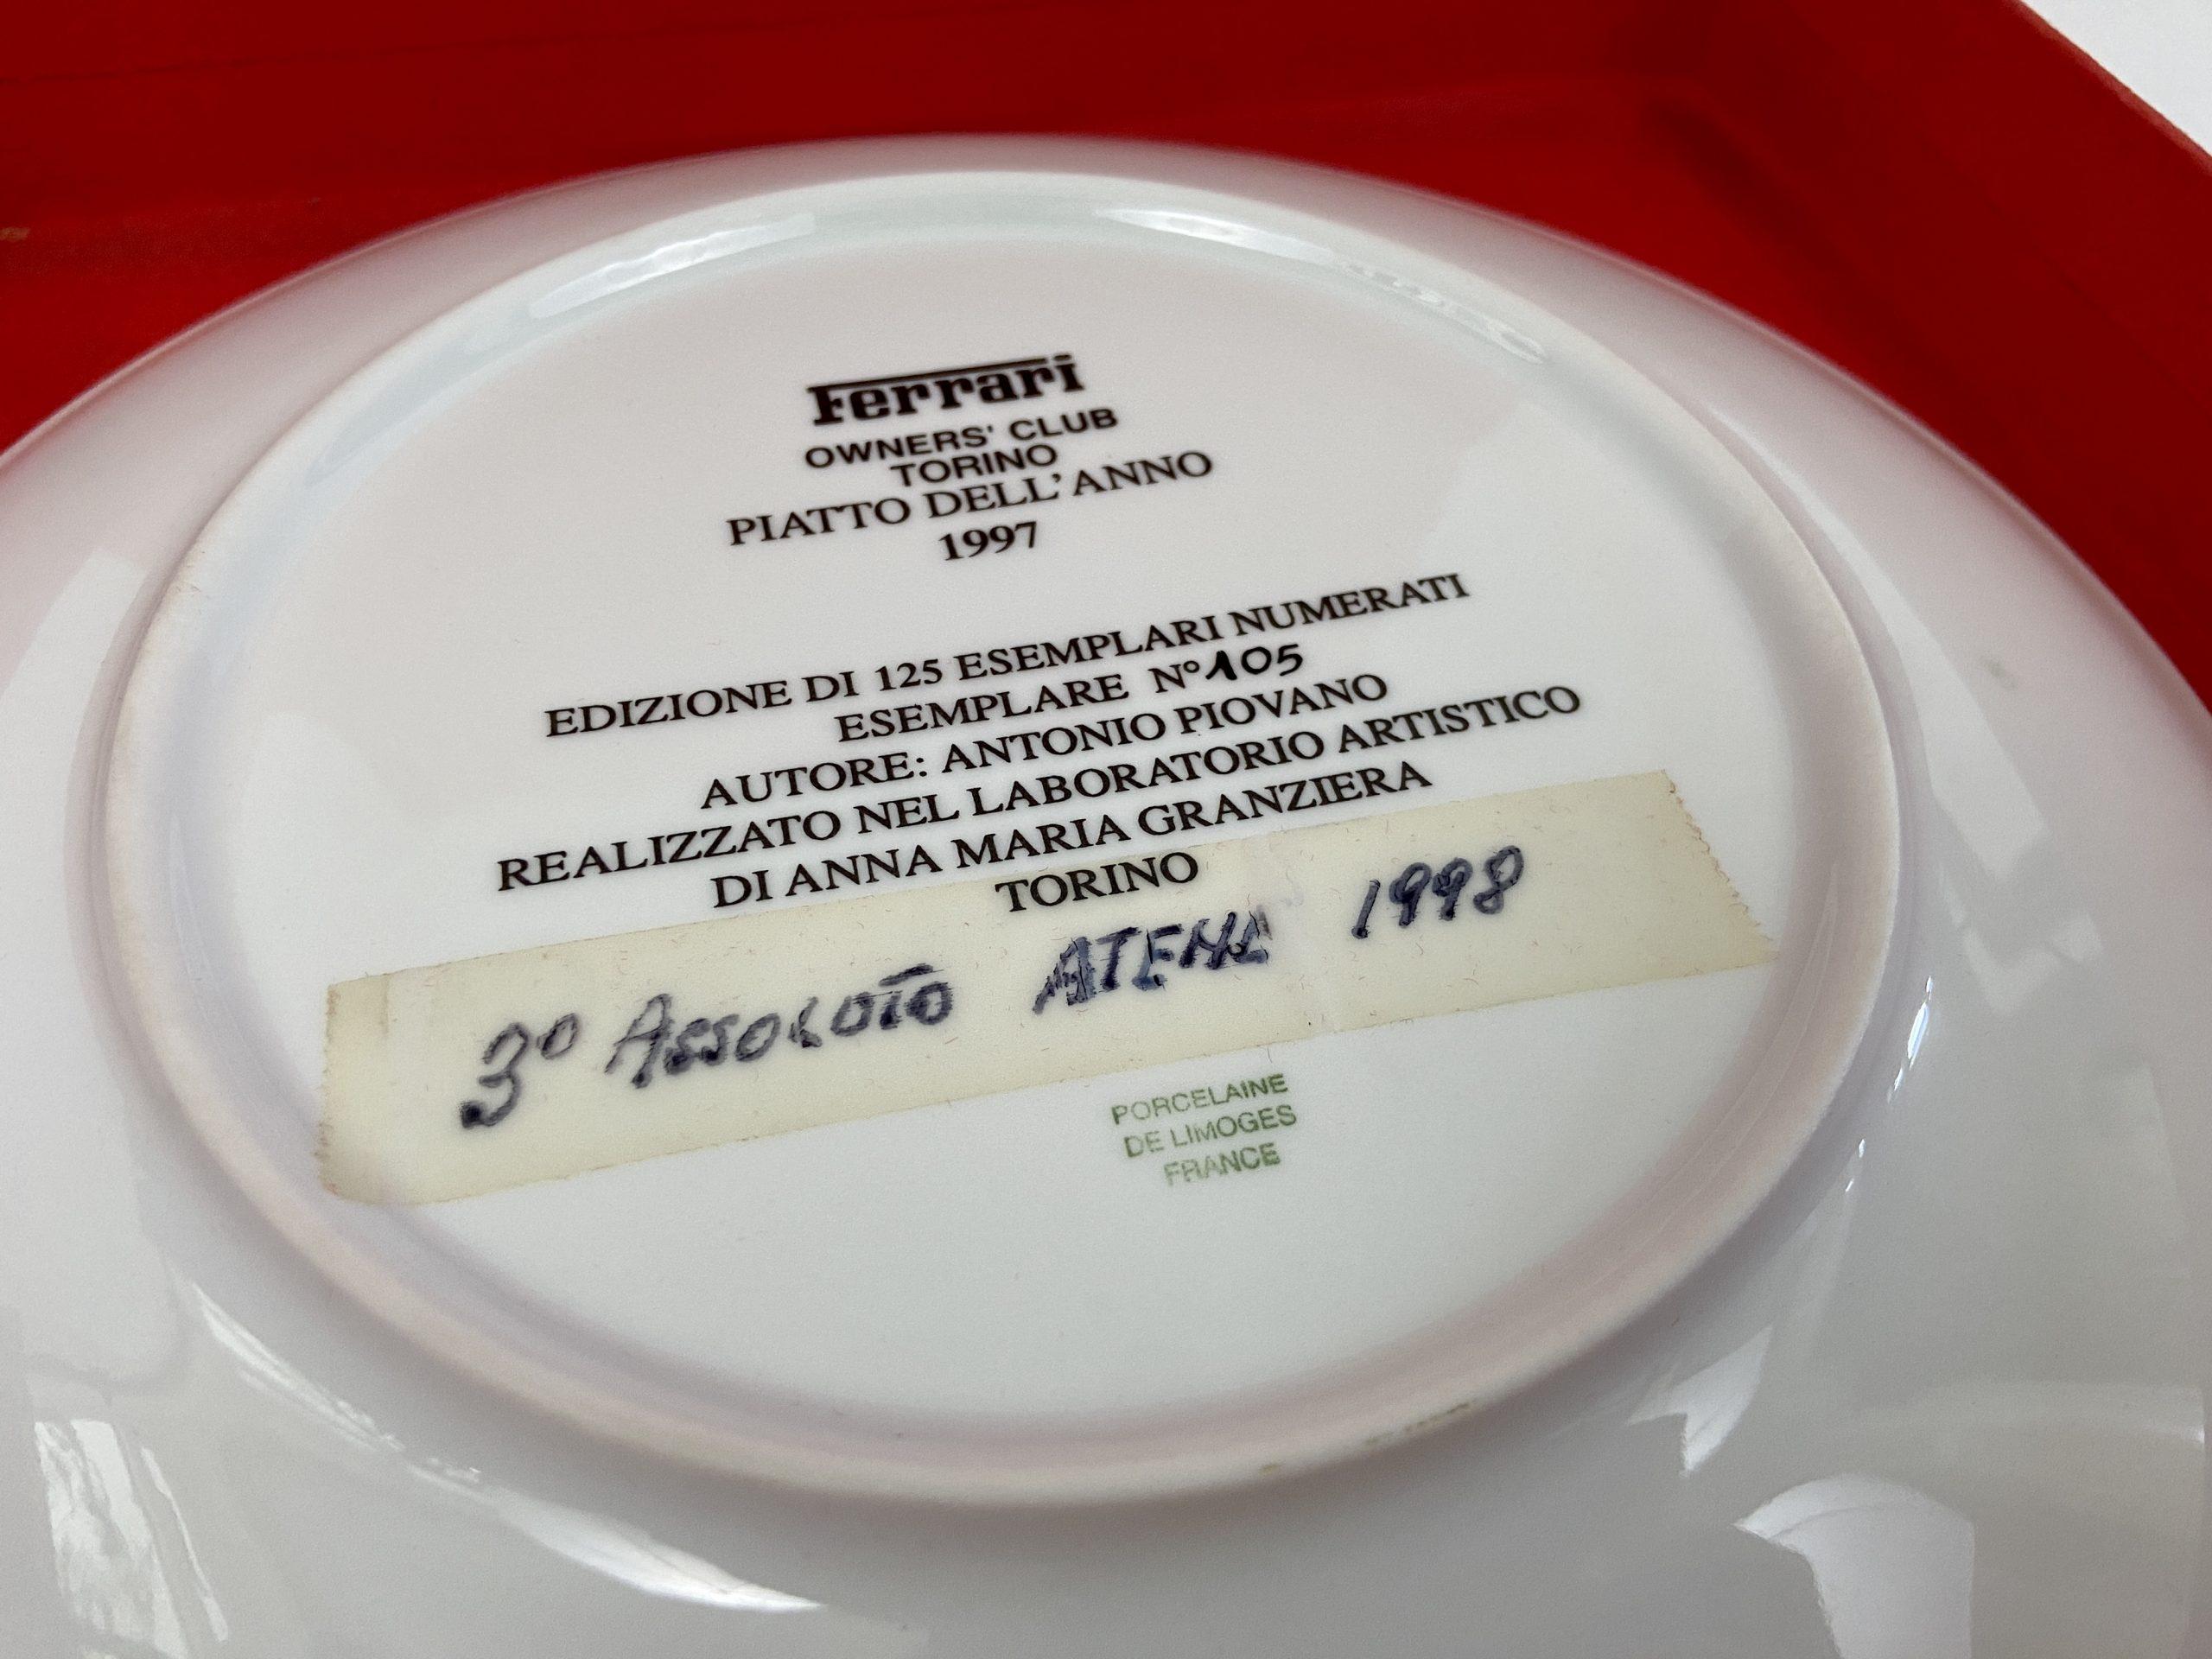 Ferrari
OWNERS' CLUB
TORINO
PIATTO DELL'ANNO
1997
EDIZIONE DI 125 ESEMPLARI NUMERATI
ESEMPLARE N° 105
AUTORE: ANTONIO PIOVANO
REALIZZATO NEL LABORATORIO ARTISTICO
DI ANNA MARIA GRANZIERA
TORINO
3° ASSOLUTO ATENA 1998
PORCELAINE
DE LIMOGES
FRANCE